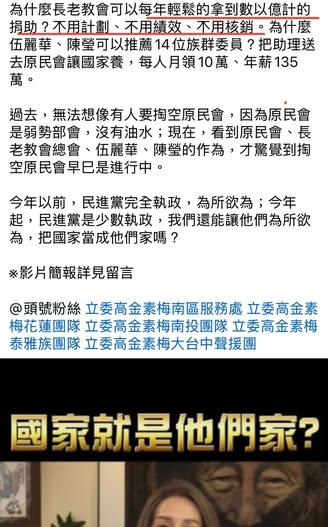 為什麼長老教會可以每年輕鬆的拿到數以億計的
捐助？不用計劃、不用績效、不用核銷。為什麼
伍麗華、陳瑩可以推薦14位族群委員？把助理送
去原民會讓國家養，每人月領10萬、年薪135
萬。
過去，無法想像有人要掏空原民會，因為原民會
是弱勢部會，沒有油水；現在，看到原民會、長
老教會總會、伍麗華、陳瑩的作為，才驚覺到掏
空原民會早已是進行中。
今年以前，民進黨完全執政，為所欲為；今年
起，民進黨是少數執政，我們還能讓他們為所欲
為，把國家當成他們家嗎？
※影片簡報詳見留言
@頭號粉絲 立委高金素梅南區服務處 立委高金素
梅花蓮團隊 立委高金素梅南投團隊 立委高金素梅
泰雅族團隊 立委高金素梅大台中聲援團
國家就是他們家?